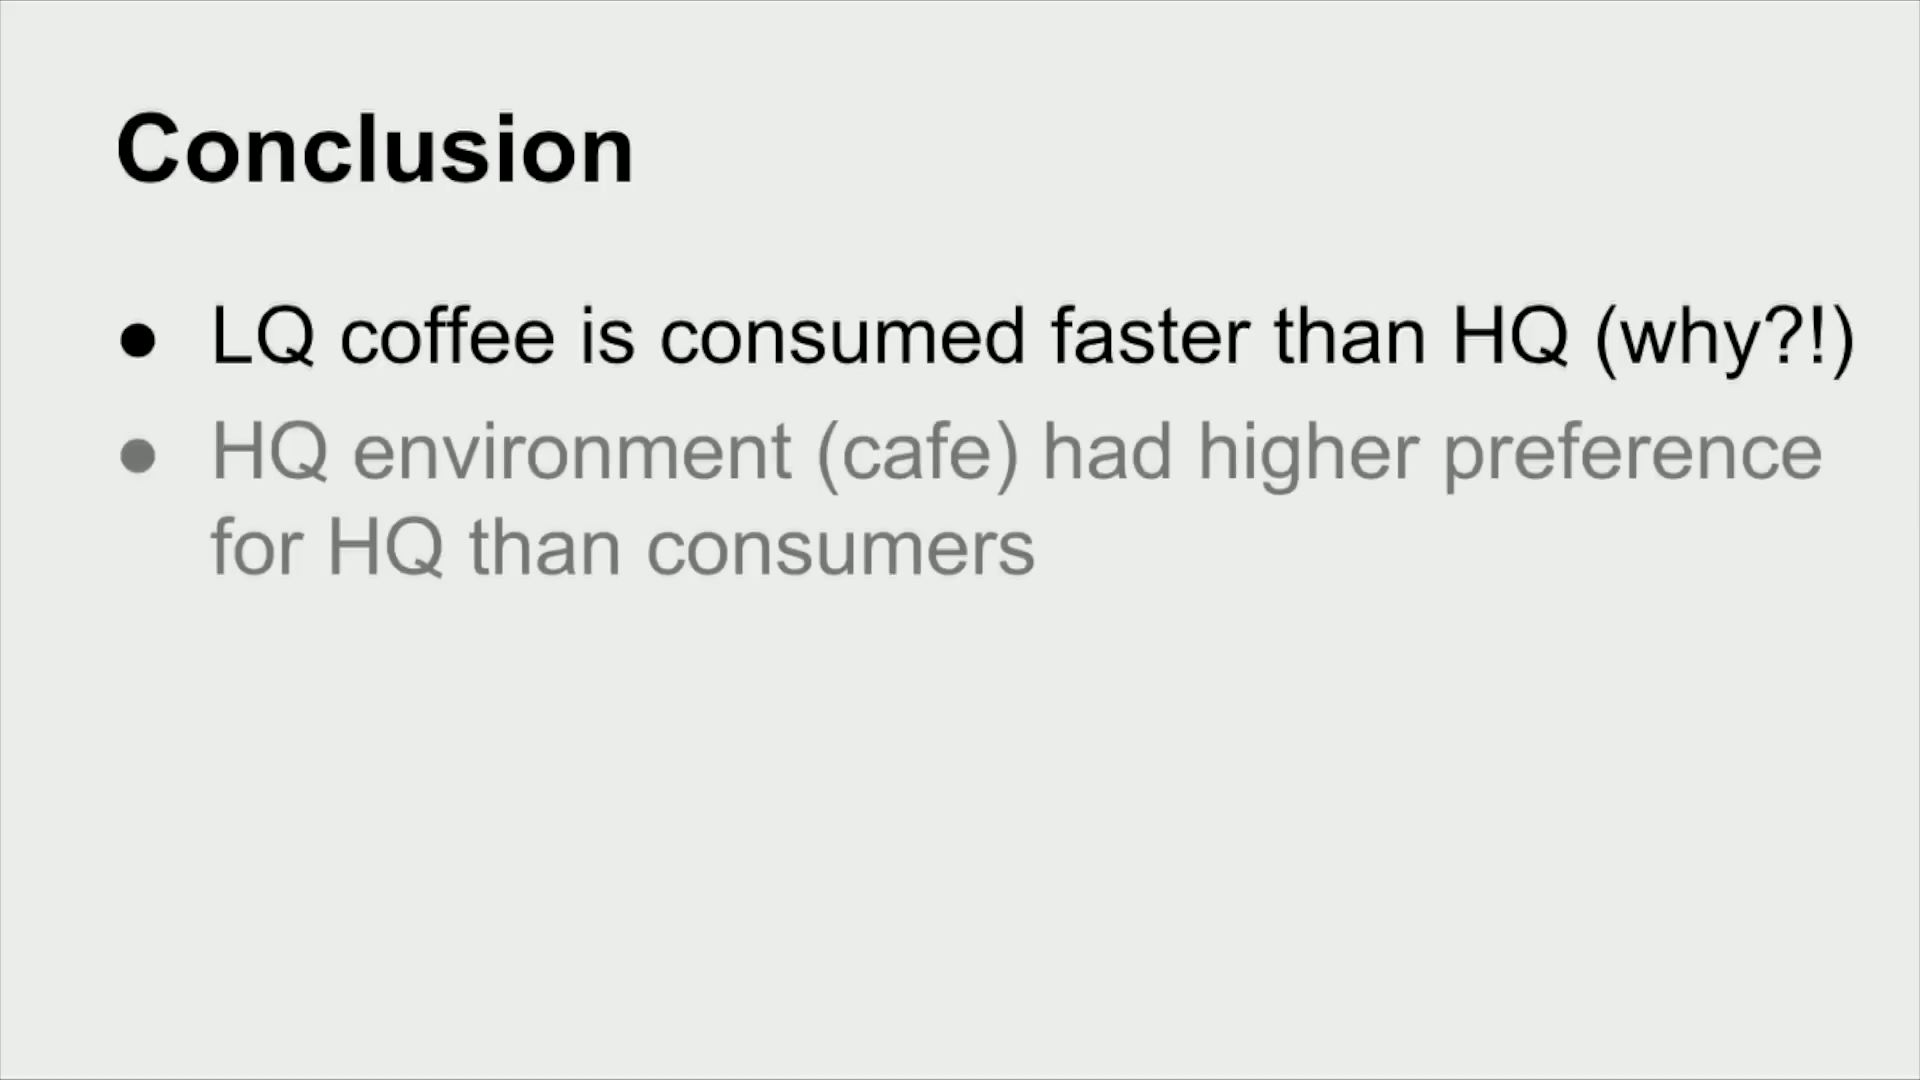 Conclusion
● LQ coffee is consumed faster than HQ (why?!)
● HQ environment (cafe) had higher preference
for HQ than consumers